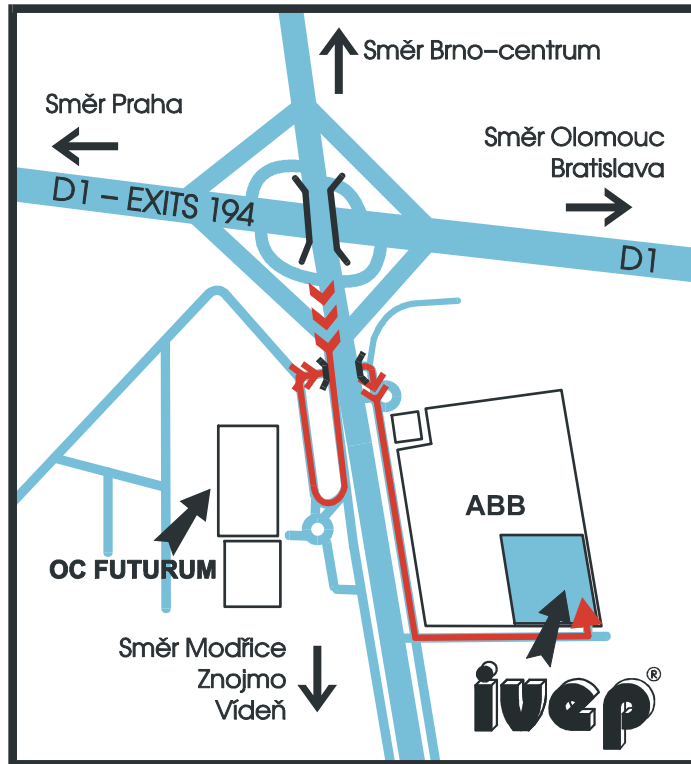 Směr Brno–centrum
Směr Praha
Směr Olomouc
Bratislava
D1 – EXITS 194
D1
ABB
OC FUTURUM
Směr Modřice
Znojmo
Vídeň
ivep®